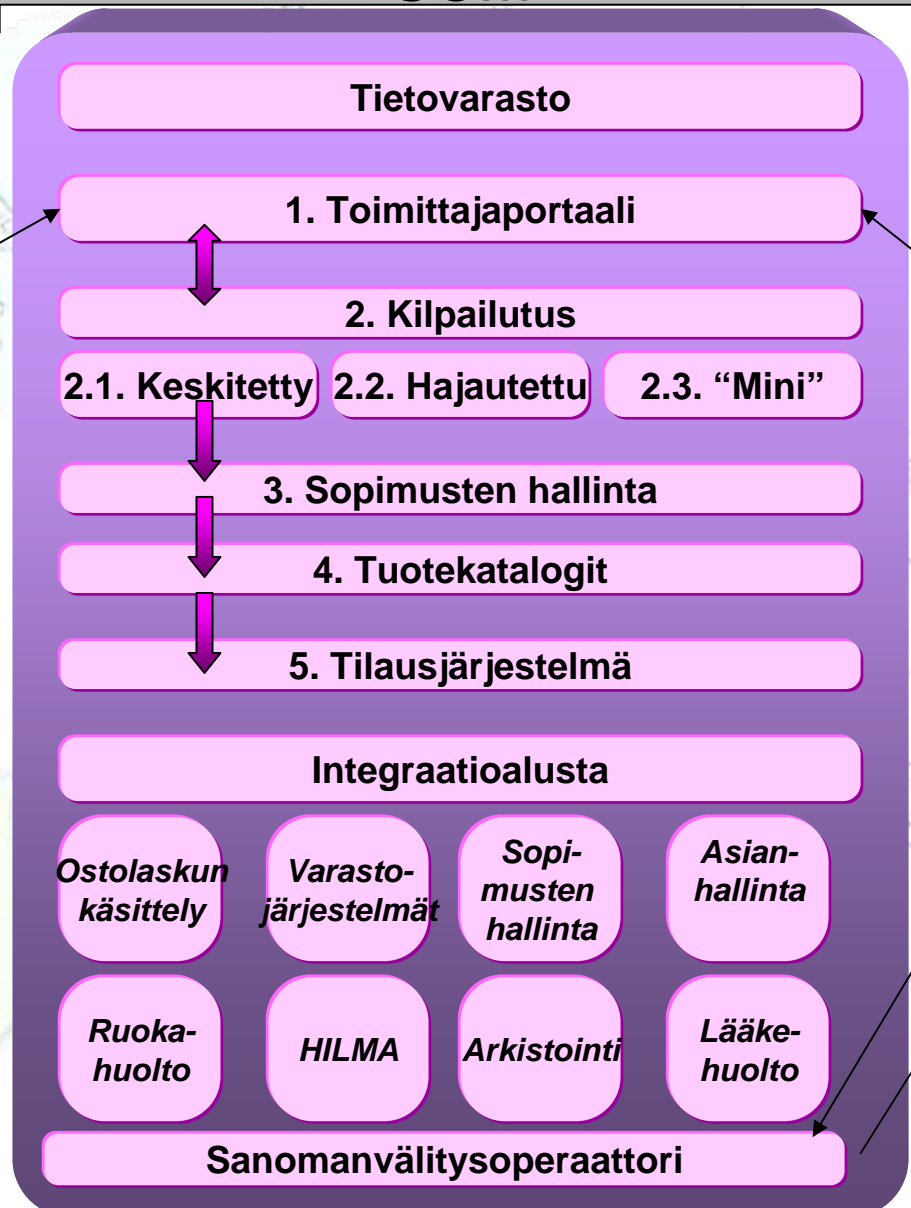 Tietovarasto
1. Toimittajaportaali
2. Kilpailutus
2.1. Keskitetty
2.2. Hajautettu
2.3. “Mini”
3. Sopimusten hallinta
4. Tuotekatalogit
5. Tilausjärjestelmä
Integraatioalusta
Ostolaskun
käsittely
Varasto-
järjestelmät
Sopi-
musten
hallinta
Asian-
hallinta
Ruoka-
huolto
HILMA
Arkistointi
Lääke-
huolto
Sanomanvälitysoperaattori